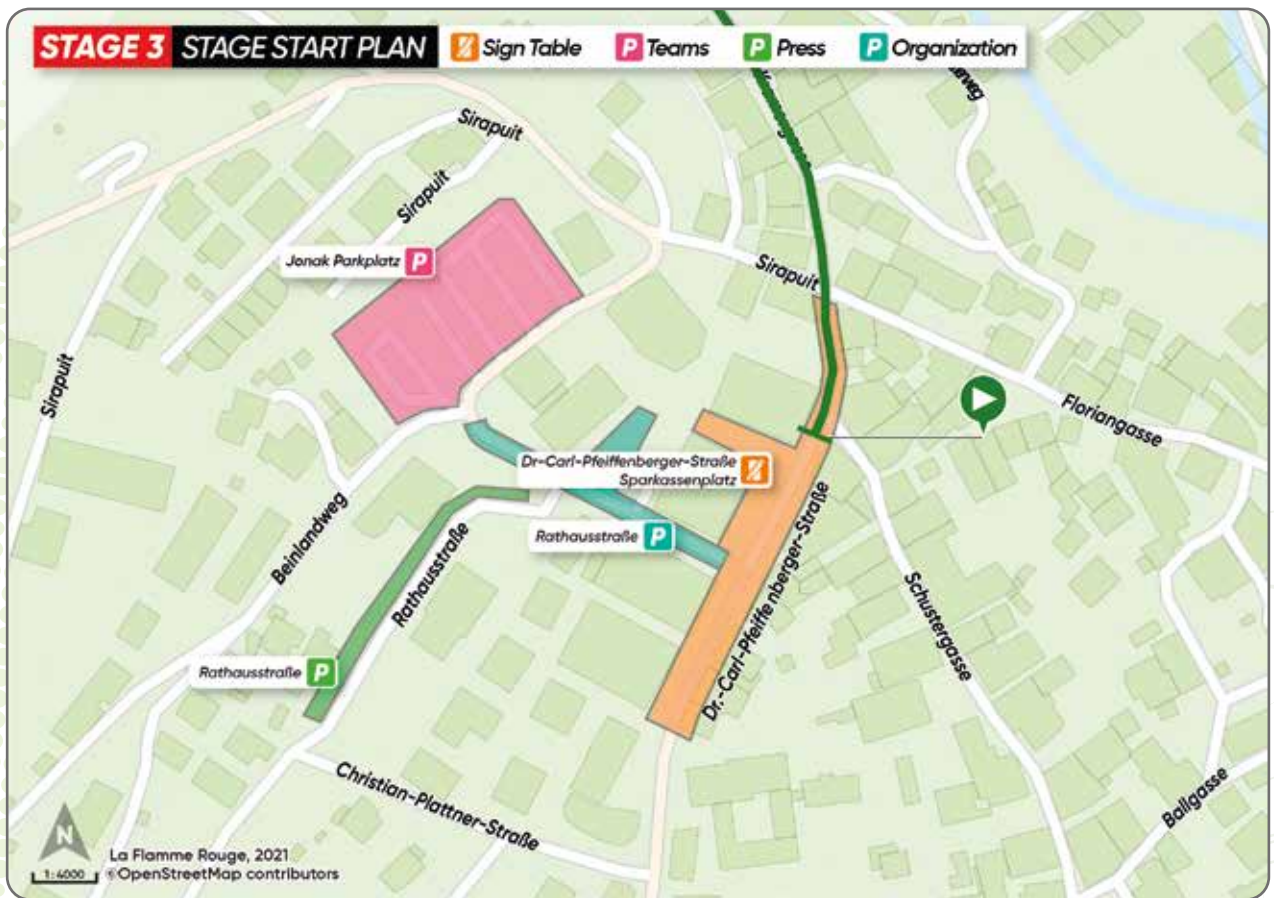 STAGE 3 STAGE START PLAN Sign Table P Teams P Press P Organization
Sirapuit
Sirapuit
Jonak Parkplatz P
Sirapuit
Sirapuit
Floriangasse
Dr-Carl-Pfeiffenberger-Straße
Sparkassenplatz
Rathausstraße P
Beinlandweg
Rathausstraße
Dr.-Carl-Pfeiffenberger-Straße
Schustergasse
Rathausstraße P
Christian-Plattner-Straße
Ballgasse
N
1:4000
La Flamme Rouge, 2021
©OpenStreetMap contributors